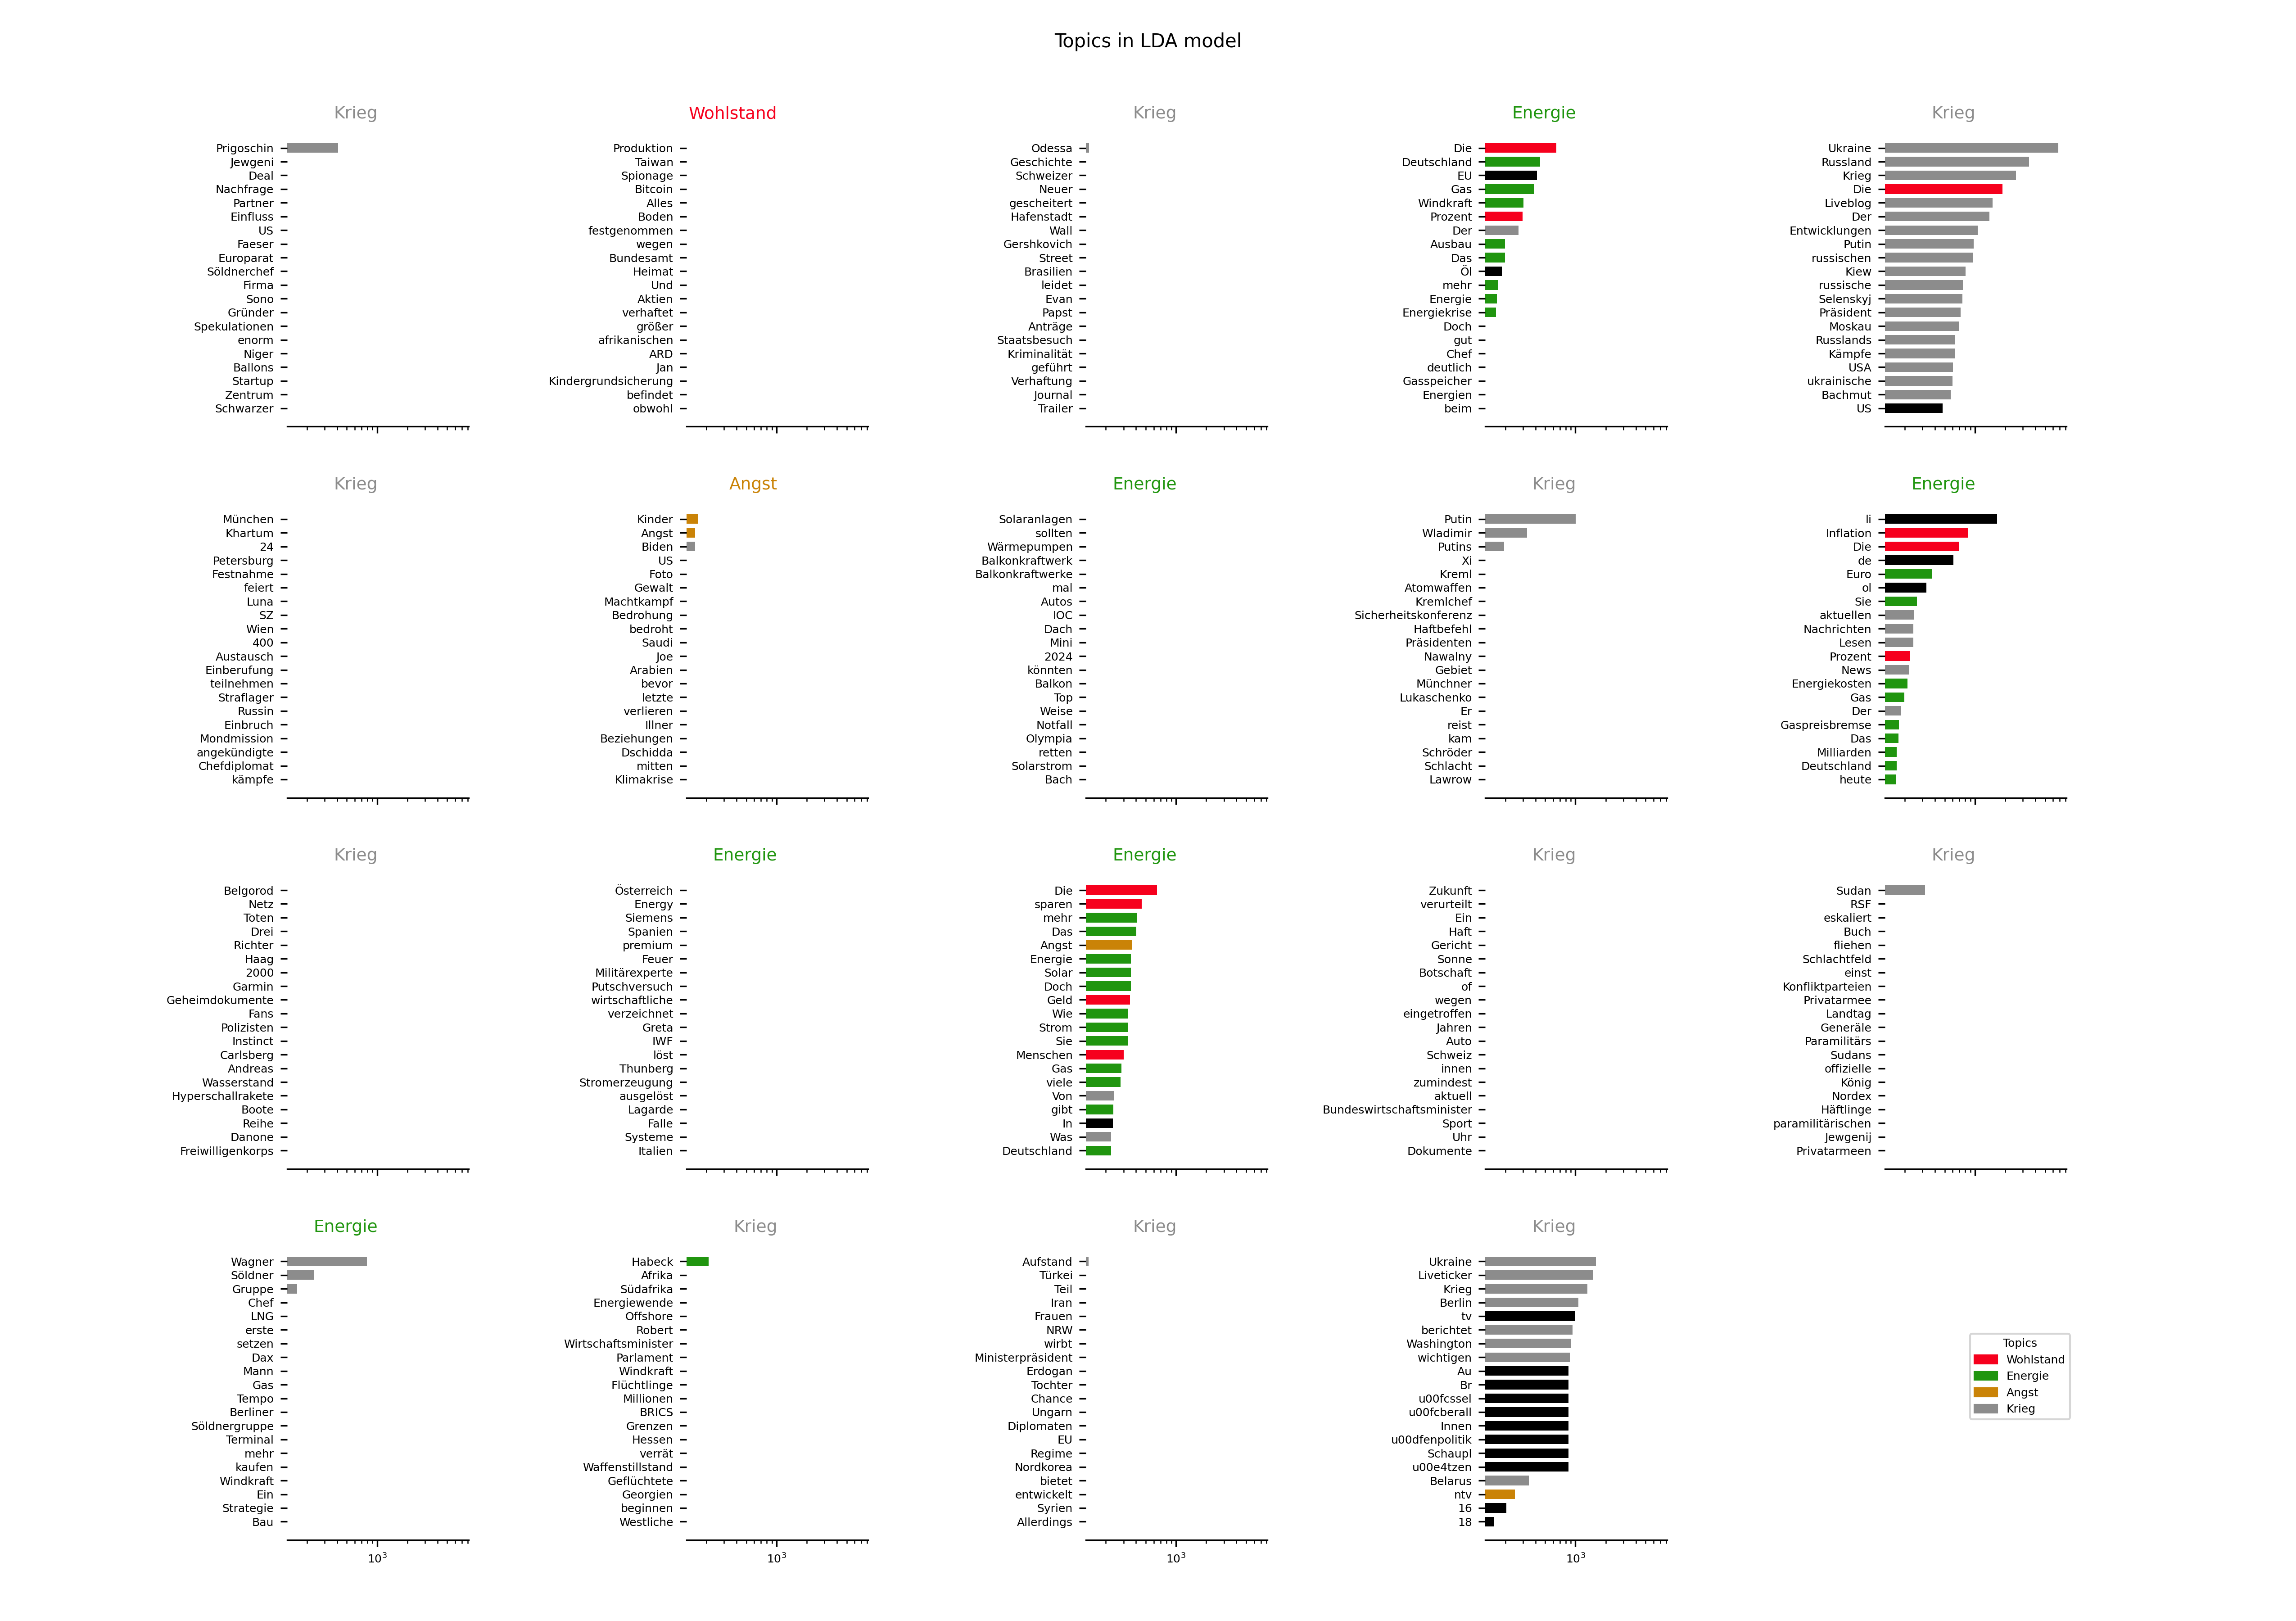 Topics in LDA model
Krieg
Prigoschin
Jewgeni
Deal
Nachfrage
Partner
Einfluss
US
Faeser
Europarat
Söldnerchef
Firma
Sono
Gründer
Spekulationen
enorm
Niger
Ballons
Startup
Zentrum
Schwarzer
Wohlstand
Produktion
Taiwan
Spionage
Bitcoin
Alles
Boden
festgenommen
wegen
Bundesamt
Heimat
Und
Aktien
verhaftet
größer
afrikanischen
ARD
Jan
Kindergrundsicherung
befindet
obwohl
Krieg
Odessa
Geschichte
Schweizer
Neuer
gescheitert
Hafenstadt
Wall
Gershkovich
Street
Brasilien
leidet
Evan
Papst
Anträge
Staatsbesuch
Kriminalität
geführt
Verhaftung
Journal
Trailer
Energie
Die
Deutschland
EU
Gas
Windkraft
Prozent
Der
Ausbau
Das
Öl
mehr
Energie
Energiekrise
Doch
gut
Chef
deutlich
Gasspeicher
Energien
beim
Krieg
Ukraine
Russland
Krieg
Die
Liveblog
Der
Entwicklungen
Putin
russischen
Kiew
russische
Selenskyj
Präsident
Moskau
Russlands
Kämpfe
USA
ukrainische
Bachmut
US
Krieg
München
Khartum
24
Petersburg
Festnahme
feiert
Luna
SZ
Wien
400
Austausch
Einberufung
teilnehmen
Straflager
Russin
Einbruch
Mondmission
angekündigte
Chefdiplomat
kämpfe
Angst
Kinder
Angst
Biden
US
Foto
Gewalt
Machtkampf
Bedrohung
bedroht
Saudi
Joe
Arabien
bevor
letzte
verlieren
Illner
Beziehungen
Dschidda
mitten
Klimakrise
Energie
Solaranlagen
sollten
Wärmepumpen
Balkonkraftwerk
Balkonkraftwerke
mal
Autos
IOC
Dach
Mini
2024
könnten
Balkon
Top
Weise
Notfall
Olympia
retten
Solarstrom
Bach
Krieg
Putin
Wladimir
Putins
Xi
Kreml
Atomwaffen
Kremlchef
Sicherheitskonferenz
Haftbefehl
Präsidenten
Nawalny
Gebiet
Münchner
Lukaschenko
Er
reist
kam
Schröder
Schlacht
Lawrow
Energie
li
Inflation
Die
de
Euro
ol
Sie
aktuellen
Nachrichten
Lesen
Prozent
News
Energiekosten
Gas
Der
Gaspreisbremse
Das
Milliarden
Deutschland
heute
Krieg
Belgorod
Netz
Toten
Drei
Richter
Haag
2000
Garmin
Geheimdokumente
Fans
Polizisten
Instinct
Carlsberg
Andreas
Wasserstand
Hyperschallrakete
Boote
Reihe
Danone
Freiwilligenkorps
Energie
Österreich
Energy
Siemens
Spanien
premium
Feuer
Militärexperte
Putschversuch
wirtschaftliche
verzeichnet
Greta
IWF
löst
Thunberg
Stromerzeugung
ausgelöst
Lagarde
Falle
Systeme
Italien
Energie
Die
sparen
mehr
Das
Angst
Energie
Solar
Doch
Geld
Wie
Strom
Sie
Menschen
Gas
viele
Von
gibt
In
Was
Deutschland
Krieg
Zukunft
verurteilt
Ein
Haft
Gericht
Sonne
Botschaft
of
wegen
eingetroffen
Jahren
Auto
Schweiz
innen
zumindest
aktuell
Bundeswirtschaftsminister
Sport
Uhr
Dokumente
Krieg
Sudan
RSF
eskaliert
Buch
fliehen
Schlachtfeld
einst
Konfliktparteien
Privatarmee
Landtag
Generäle
Paramilitärs
Sudans
offizielle
König
Nordex
Häftlinge
paramilitärischen
Jewgenij
Privatarmeen
Energie
Wagner
Söldner
Gruppe
Chef
LNG
erste
setzen
Dax
Mann
Gas
Tempo
Berliner
Söldnergruppe
Terminal
mehr
kaufen
Windkraft
Ein
Strategie
Bau
10³
Krieg
Habeck
Afrika
Südafrika
Energiewende
Offshore
Robert
Wirtschaftsminister
Parlament
Windkraft
Flüchtlinge
Millionen
BRICS
Grenzen
Hessen
verrät
Waffenstillstand
Geflüchtete
Georgien
beginnen
Westliche
10³
Krieg
Aufstand
Türkei
Teil
Iran
Frauen
NRW
wirbt
Ministerpräsident
Erdogan
Tochter
Chance
Ungarn
Diplomaten
EU
Regime
Nordkorea
bietet
entwickelt
Syrien
Allerdings
10³
Krieg
Ukraine
Liveticker
Krieg
Berlin
tv
berichtet
Washington
wichtigen
Au
Br
u00fcssel
u00fcberall
Innen
u00dfenpolitik
Schaupl
u00e4tzen
Belarus
ntv
16
18
10³
Topics
Wohlstand
Energie
Angst
Krieg